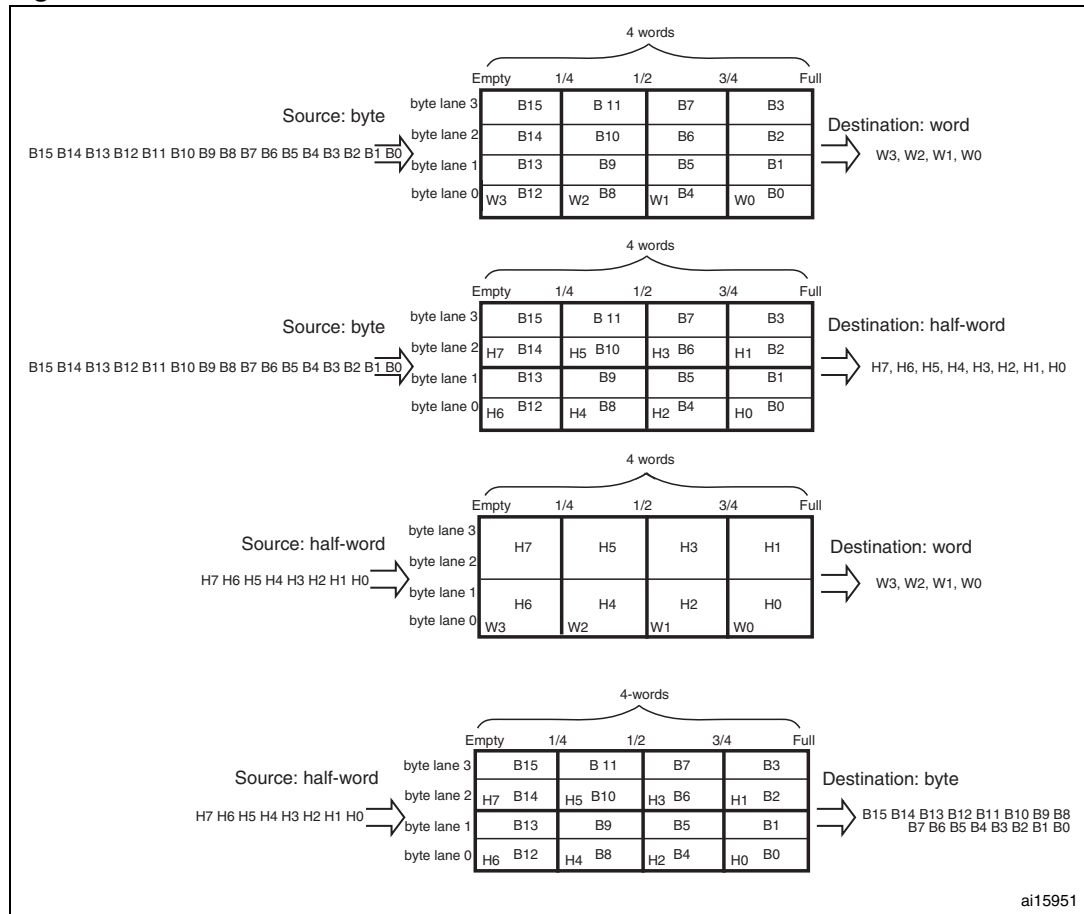 4 words
Empty 1/4 1/2 3/4 Full
Source: byte
B15 B14 B13 B12 B11 B10 B9 B8 B7 B6 B5 B4 B3 B2 B1 B0
byte lane 3 B15 B 11 B7 B3
byte lane 2 B14 B10 B6 B2
byte lane 1 B13 B9 B5 B1
byte lane 0 W3 B12 W2 B8 W1 B4 W0 B0
Destination: word
W3, W2, W1, W0
4 words
Empty 1/4 1/2 3/4 Full
Source: byte
B15 B14 B13 B12 B11 B10 B9 B8 B7 B6 B5 B4 B3 B2 B1 B0
byte lane 3 B15 B 11 B7 B3
byte lane 2 H7 B14 H5 B10 H3 B6 H1 B2
byte lane 1 B13 B9 B5 B1
byte lane 0 H6 B12 H4 B8 H2 B4 H0 B0
Destination: half-word
H7, H6, H5, H4, H3, H2, H1, H0
4 words
Empty 1/4 1/2 3/4 Full
Source: half-word
H7 H6 H5 H4 H3 H2 H1 H0
byte lane 3
H7 H5 H3 H1
byte lane 2
byte lane 1
H6 H4 H2 H0
byte lane 0 W3 W2 W1 W0
Destination: word
W3, W2, W1, W0
4-words
Empty 1/4 1/2 3/4 Full
Source: half-word
H7 H6 H5 H4 H3 H2 H1 H0
byte lane 3 B15 B 11 B7 B3
byte lane 2 H7 B14 H5 B10 H3 B6 H1 B2
byte lane 1 B13 B9 B5 B1
byte lane 0 H6 B12 H4 B8 H2 B4 H0 B0
Destination: byte
B15 B14 B13 B12 B11 B10 B9 B8
B7 B6 B5 B4 B3 B2 B1 B0
ai15951